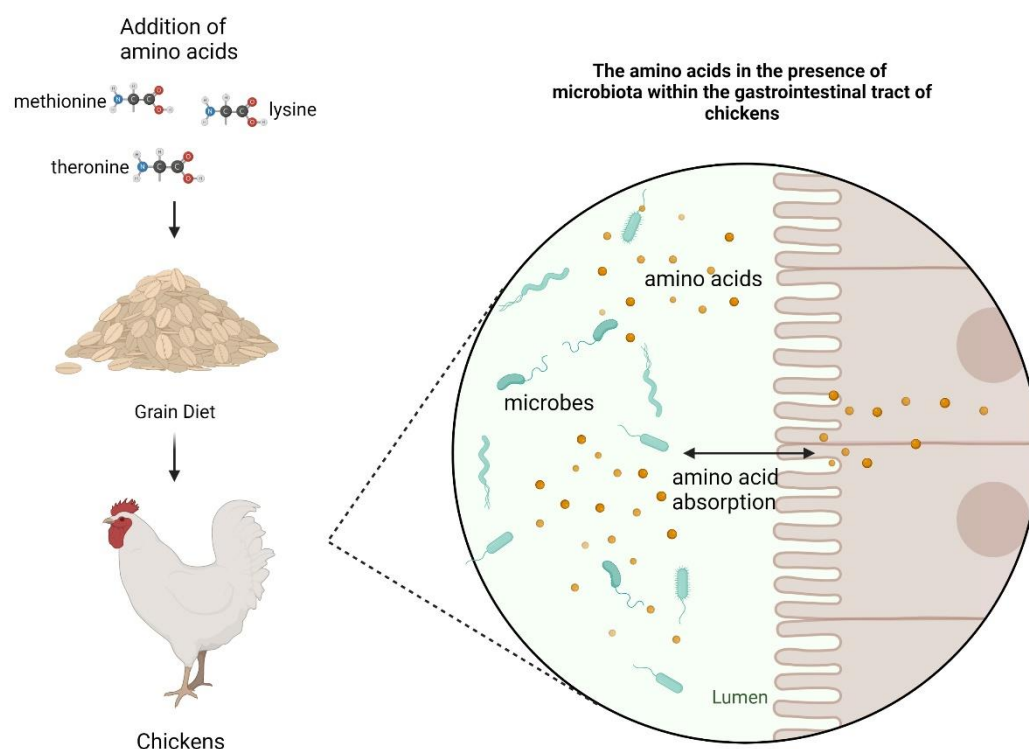 Addition of
amino acids
methionine
lysine
theronine
Grain Diet
Chickens
The amino acids in the presence of
microbiota within the gastrointestinal tract of
chickens
amino acids
microbes
amino acid
absorption
Lumen